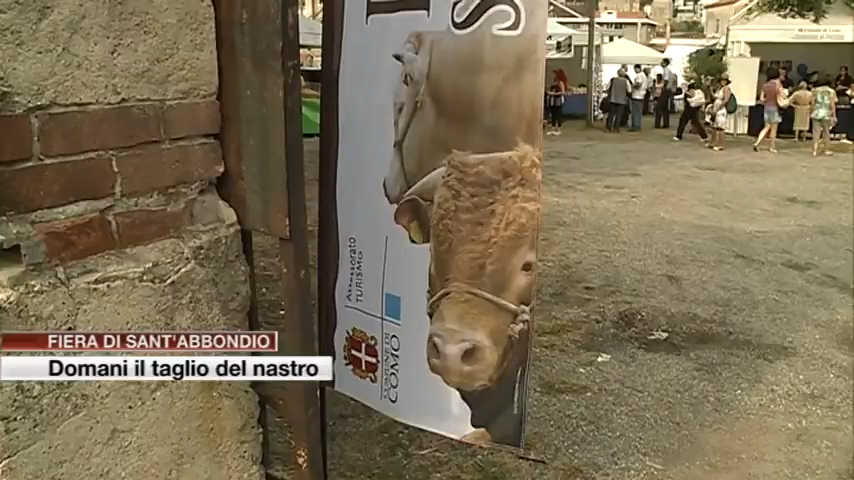 Assessorato
TURISMO
COMUNE DI
COMO
FIERA DI SANT'ABBONDIO
Domani il taglio del nastro